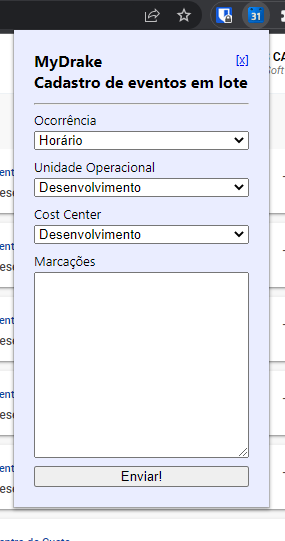 31
MyDrake
[x]
Cadastro de eventos em lote
Ocorrência
Horário
Unidade Operacional
Desenvolvimento
Cost Center
Desenvolvimento
Marcações
Enviar!